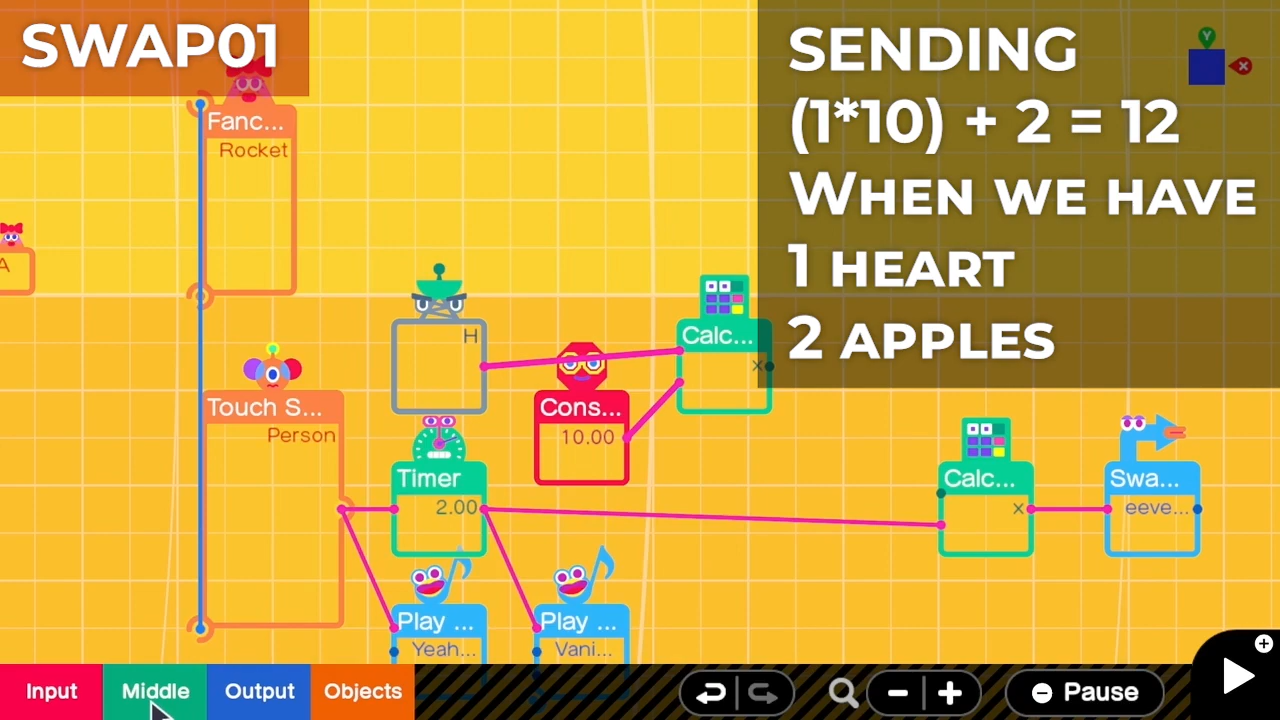 SWAP01
SENDING
(1*10) + 2 = 12
WHEN WE HAVE
1 HEART
2 APPLES
Y
X
Fanc...
Rocket
A
H
Calc...
×
Touch S...
Person
Cons...
10.00
Timer
2.00
Calc...
×
Swa...
eeve...
Play ...
Yeah...
Play ...
Vani...
Input
Middle
Output
Objects
Pause